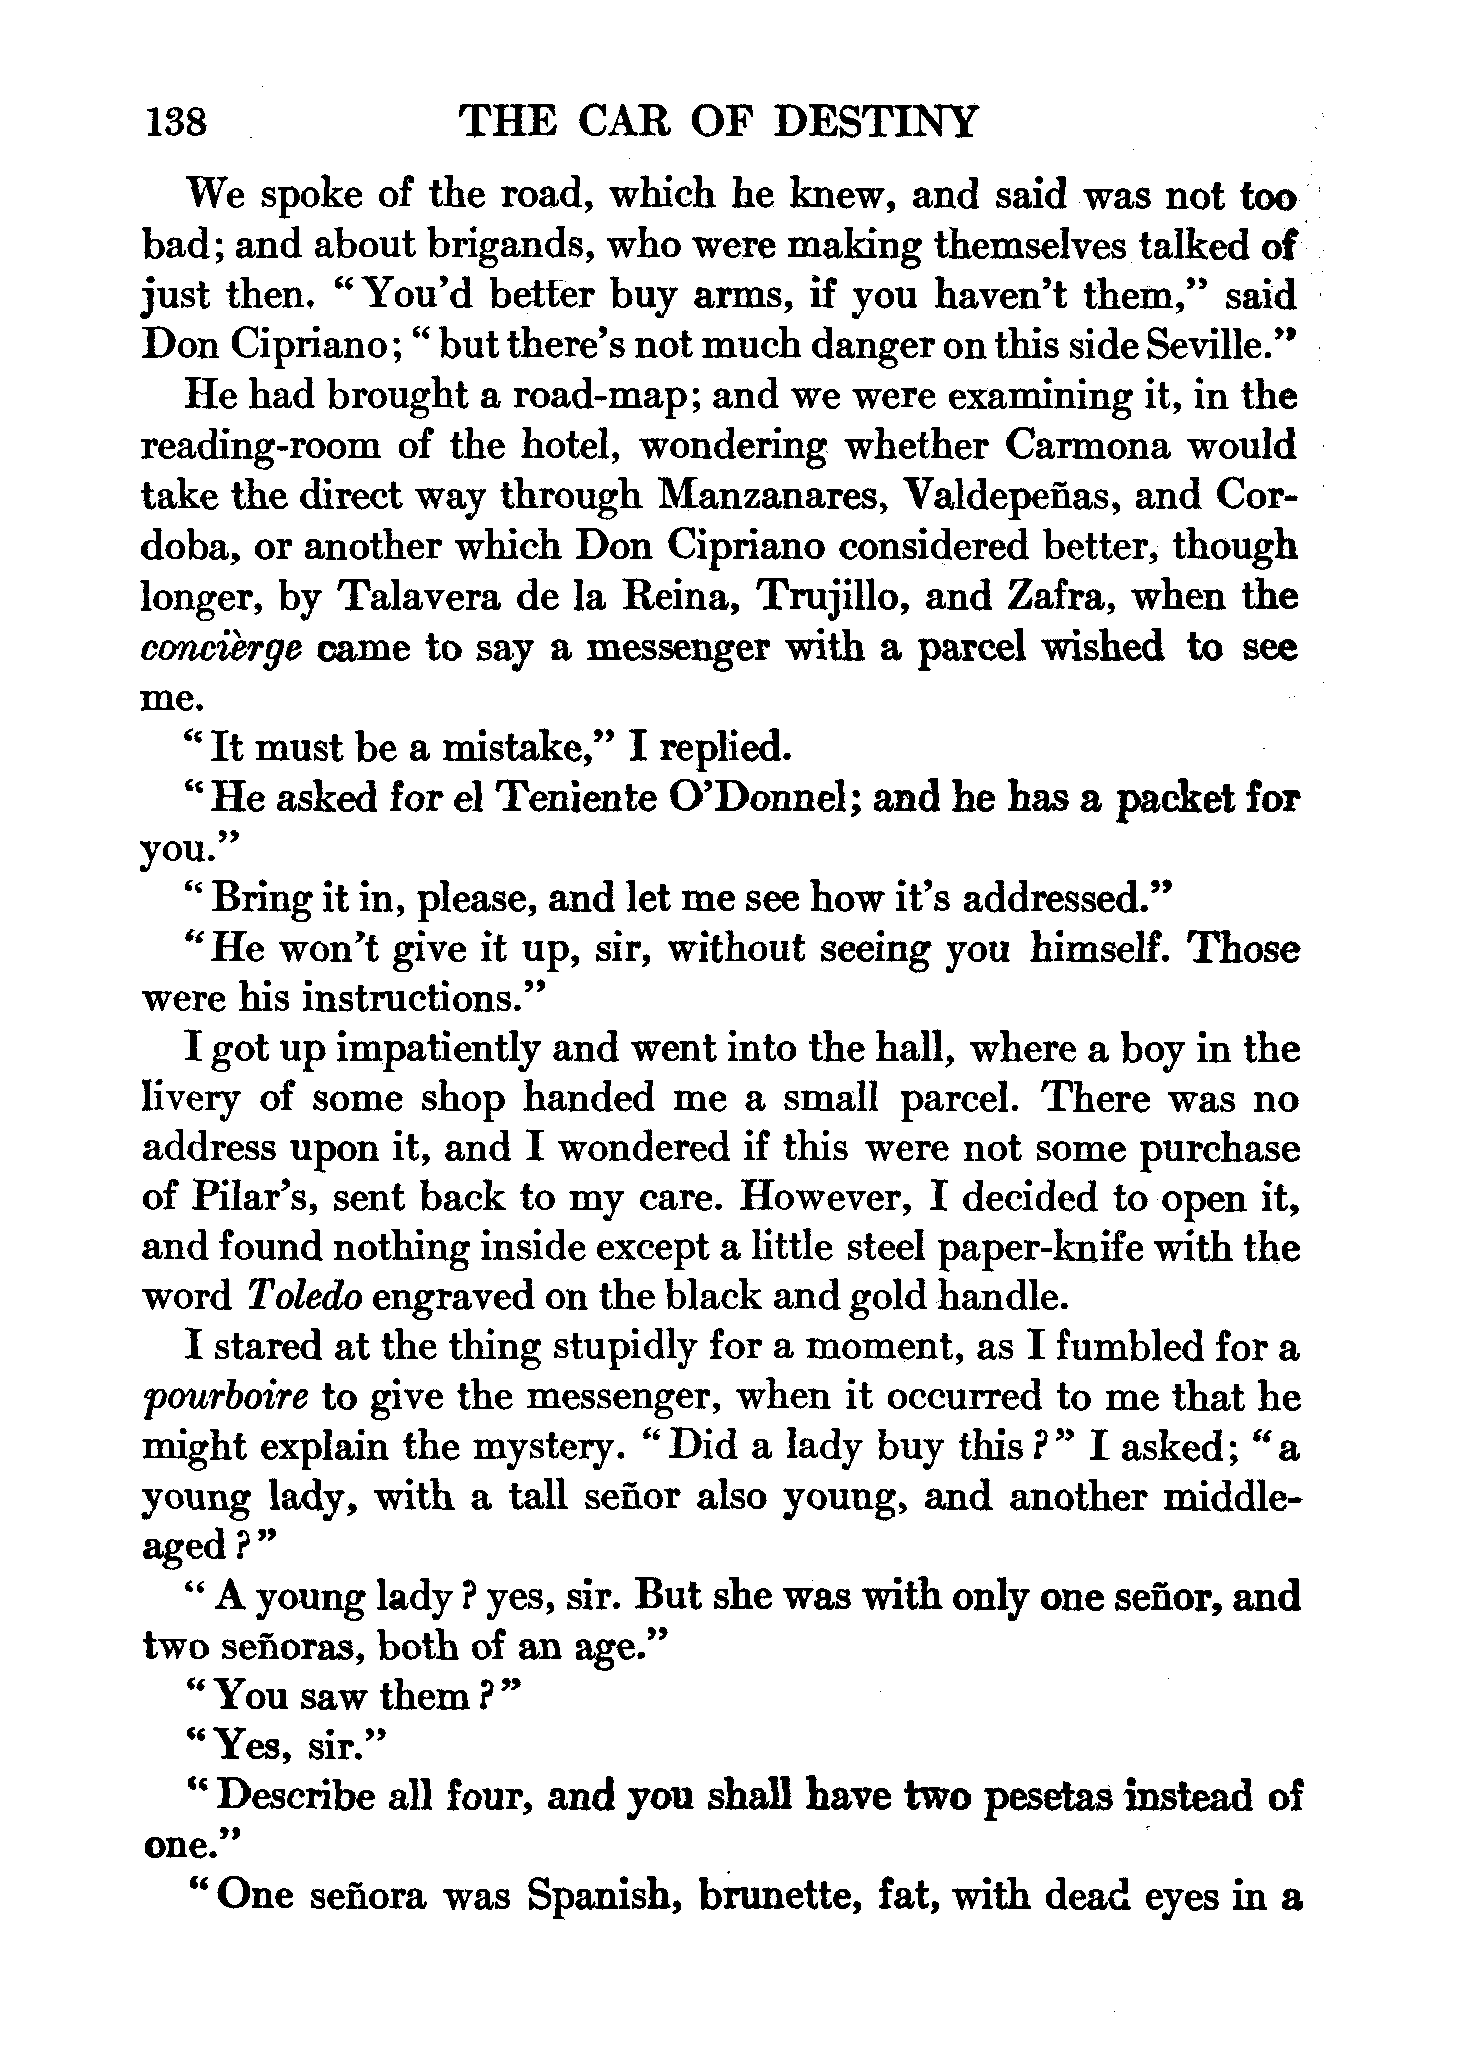 138 THE CAR OF DESTINY
We spoke of the road, which he knew, and said was not too
bad; and about brigands, who were making themselves talked of
just then. "You'd better buy arms, if you haven't them," said
Don Cipriano; "but there's not much danger on this side Seville."
He had brought a road-map; and we were examining it, in the
reading-room of the hotel, wondering whether Carmona would
take the direct way through Manzanares, Valdepeñas, and Cor-
doba, or another which Don Cipriano considered better, though
longer, by Talavera de la Reina, Trujillo, and Zafra, when the
concièrge came to say a messenger with a parcel wished to see
me.
"It must be a mistake," I replied.
"He asked for el Teniente O'Donnel; and he has a packet for
you."
"Bring it in, please, and let me see how it's addressed."
"He won't give it up, sir, without seeing you himself. Those
were his instructions."
I got up impatiently and went into the hall, where a boy in the
livery of some shop handed me a small parcel. There was no
address upon it, and I wondered if this were not some purchase
of Pilar's, sent back to my care. However, I decided to open it,
and found nothing inside except a little steel paper-knife with the
word Toledo engraved on the black and gold handle.
I stared at the thing stupidly for a moment, as I fumbled for a
pourboire to give the messenger, when it occurred to me that he
might explain the mystery. "Did a lady buy this?" I asked; "a
young lady, with a tall señor also young, and another middle-
aged?"
"A young lady? yes, sir. But she was with only one señor, and
two señoras, both of an age."
"You saw them?"
"Yes, sir."
"Describe all four, and you shall have two pesetas instead of
one."
"One señora was Spanish, brunette, fat, with dead eyes in a